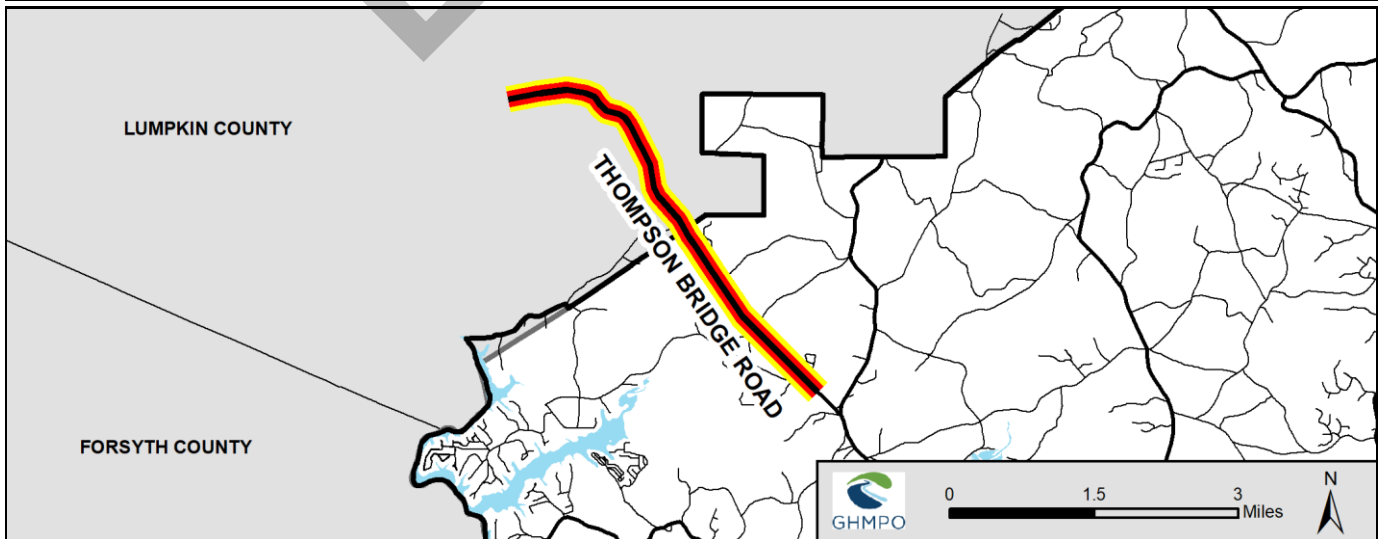 LUMPKIN COUNTY
THOMPSON BRIDGE ROAD
FORSYTH COUNTY
GHMPO
0 1.5 3
Miles
N